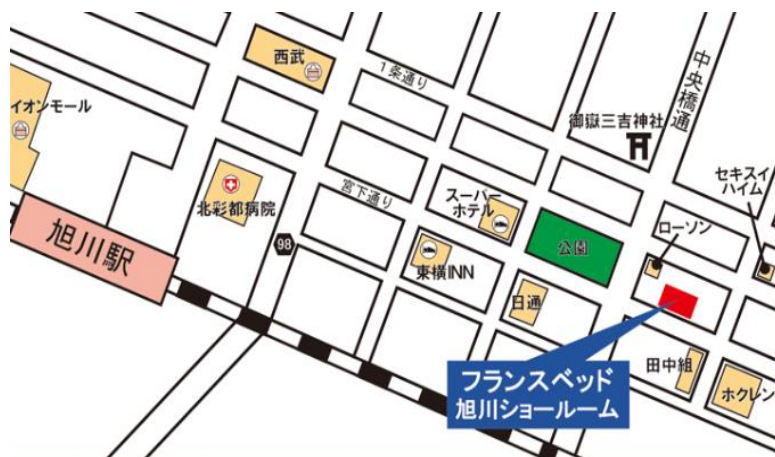 西武
1条通り
中央橋通
イオンモール
御嶽三吉神社
セキスイ
ハイム
北彩都病院
宮下通り
スーパー
ホテル
ローソン
旭川駅
98
公園
東横INN
日通
フランスベッド
旭川ショールーム
田中組
ホクレン